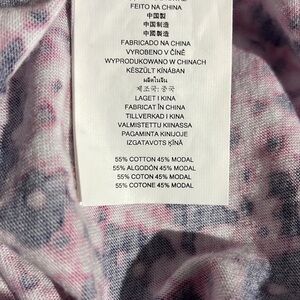 FEITO NA CHINA
中国製
中国制造
中國製造
FABRICADO NA CHINA
VYROBENO V ČÍNĚ
WYPRODUKOWANO W CHINACH
KÉSZÜLT KÍNÁBAN
ผลิตในจีน
제조국: 중국
LAGET I KINA
FABRICAT ÎN CHINA
TILLVERKAD I KINA
VALMISTETTU KIINASSA
PAGAMINTA KINIJOJE
IZGATAVOTS ĶĪNĀ
55% COTTON 45% MODAL
55% ALGODÓN 45% MODAL
55% COTON 45% MODAL
55% COTONE 45% MODAL